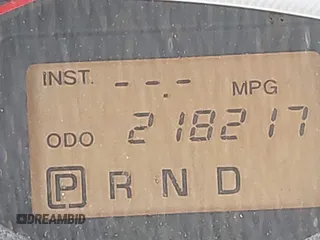 INST. --.- MPG
ODO 218217
P R N D
DREAMBID